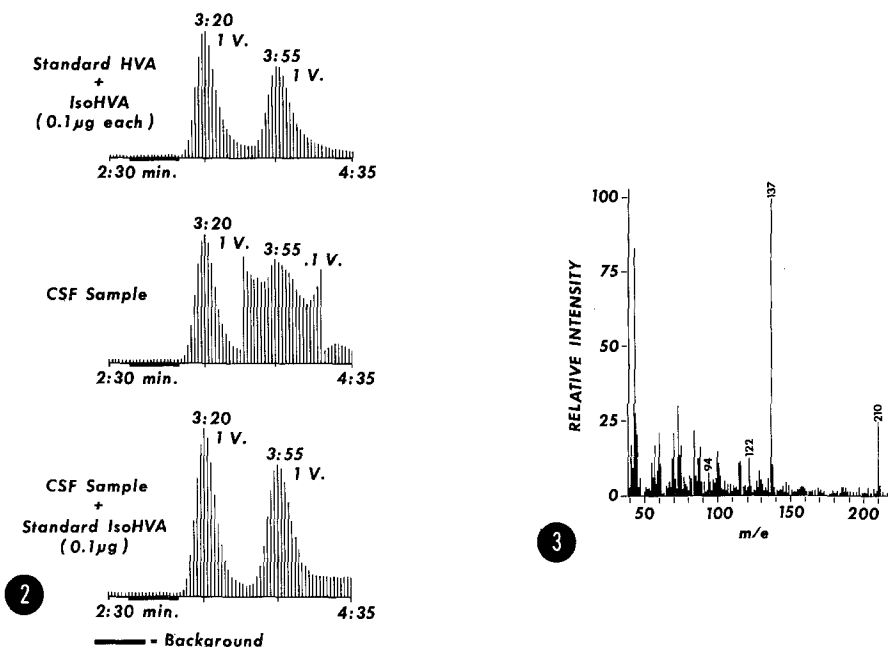 3:20
1 V.
3:55
1 V.
Standard HVA
+
IsoHVA
(0.1μg each)
2:30 min.
4:35
3:20
1 V.
3:55
.1 V.
CSF Sample
2:30 min.
4:35
3:20
1 V.
3:55
1 V.
CSF Sample
+
Standard IsoHVA
(0.1μg)
2:30 min.
4:35
2
- Background
RELATIVE INTENSITY
100
75
50
25
0
137
210
122
94
50
100
150
200
m/e
3